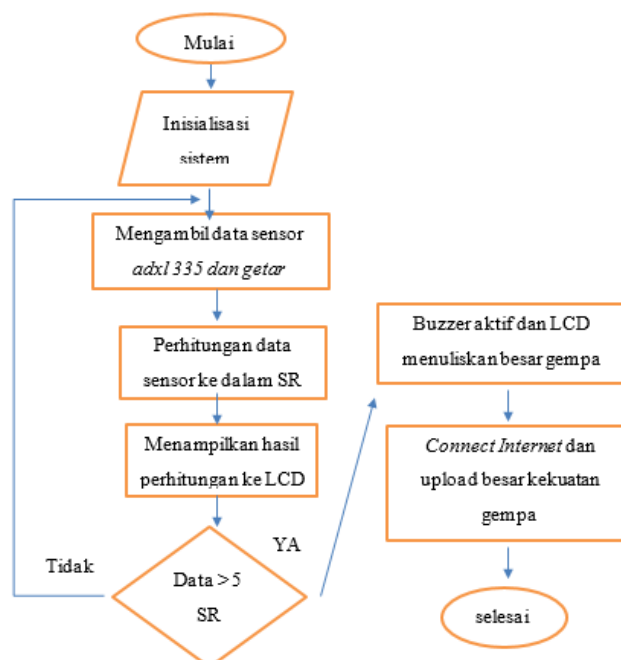 Mulai
Inisialisasi
sistem
Mengambil data sensor
adxl 335 dan getar
Perhitungan data
sensor ke dalam SR
Menampilkan hasil
perhitungan ke LCD
Data > 5
SR
Tidak
YA
Buzzer aktif dan LCD
menuliskan besar gempa
Connect Internet dan
upload besar kekuatan
gempa
selesai